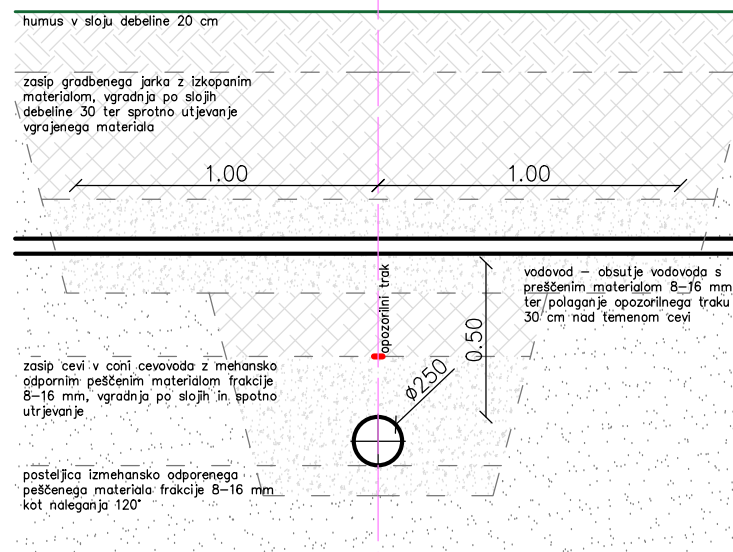 humus v sloju debeline 20 cm
zasip gradbenega jarka z izkopanim
materialom, vgradnja po slojih
debeline 30 ter sprotno utjevanje
vgrajenega materiala
1.00
1.00
opozorilni trak
vodovod – obsutje vodovoda s
preščenim materialom 8–16 mm
ter polaganje opozorilnega traku
30 cm nad temenom cevi
0.50
ø250
zasip cevi v coni cevovoda z mehansko
odpornim peščenim materialom frakcije
8–16 mm, vgradnja po slojih in spotno
utrjevanje
posteljica izmehansko odporenega
peščenega materiala frakcije 8–16 mm
kot naleganja 120°